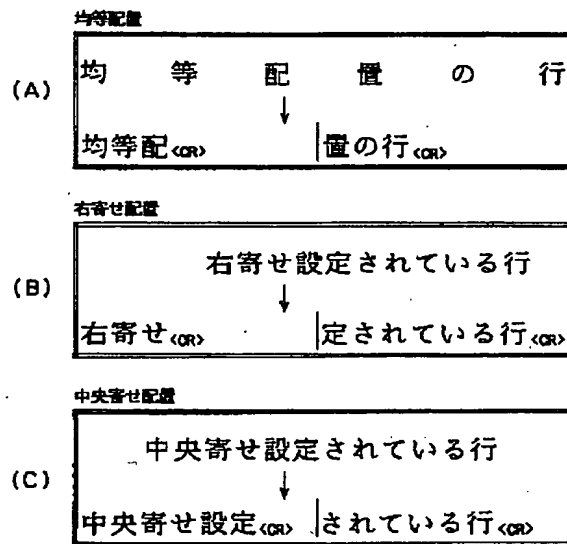 均等配置
(A)
均等配置の行
↓
均等配<CR> 置の行<CR>
右寄せ配置
(B)
右寄せ設定されている行
↓
右寄せ<CR> 定されている行<CR>
中央寄せ配置
(C)
中央寄せ設定されている行
↓
中央寄せ設定<CR> されている行<CR>